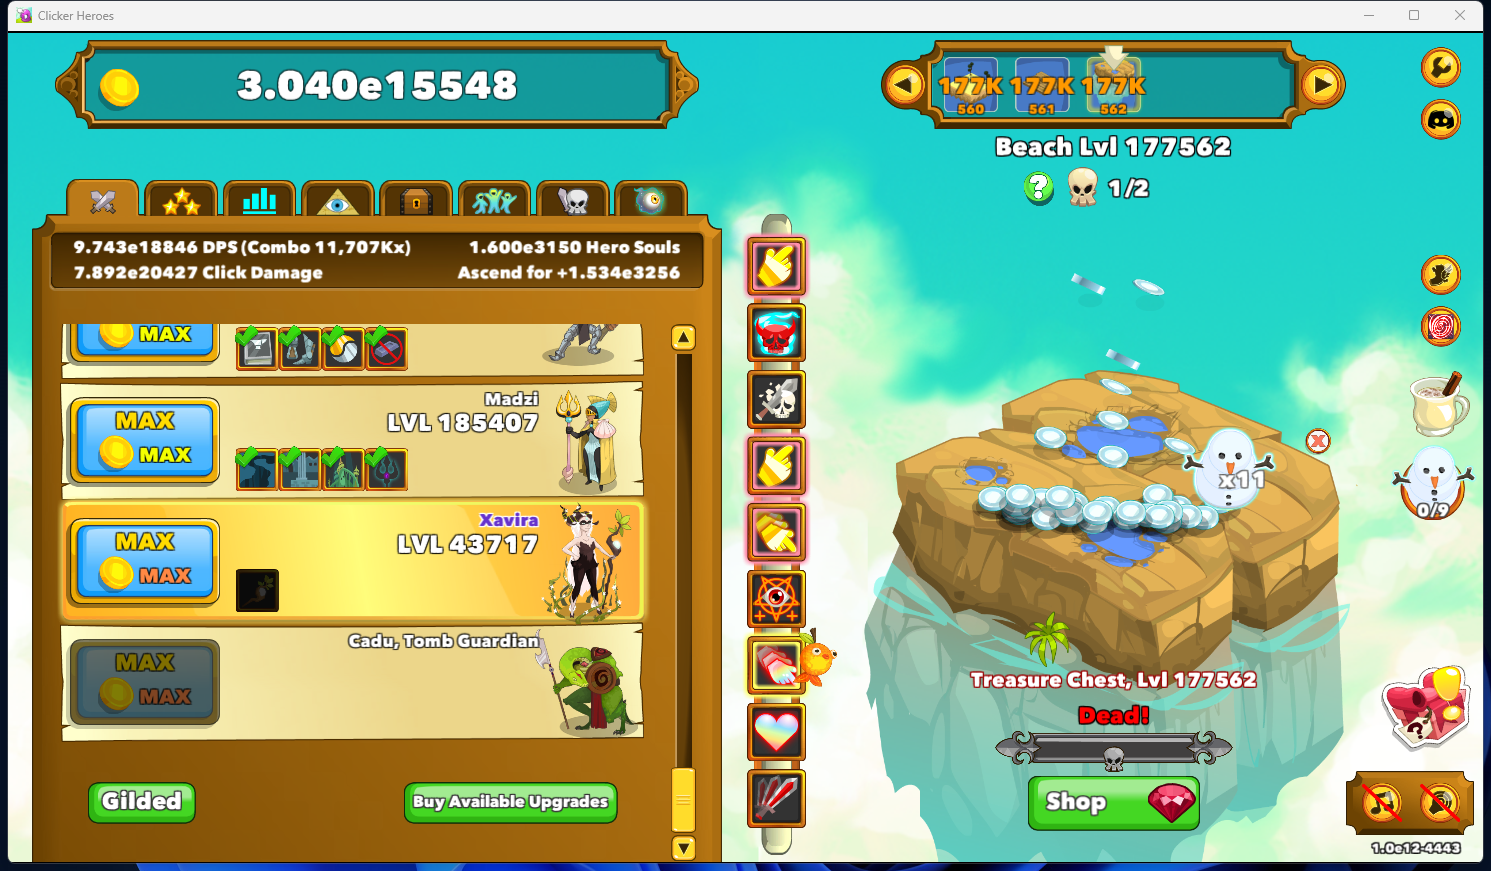 Clicker Heroes
3.040e15548
177K 177K 177K
560 561 562
Beach Lvl 177562
? 1/2
9.743e18846 DPS (Combo 11,707Kx)
1.600e3150 Hero Souls
7.892e20427 Click Damage
Ascend for +1.534e3256
MAX
Madzi
LVL 185407
MAX
MAX
Xavira
LVL 43717
MAX
MAX
Cadu, Tomb Guardian
MAX
MAX
Gilded
Buy Available Upgrades
x11
0/9
Treasure Chest, Lvl 177562
Dead!
Shop
?
1.0e12-4443